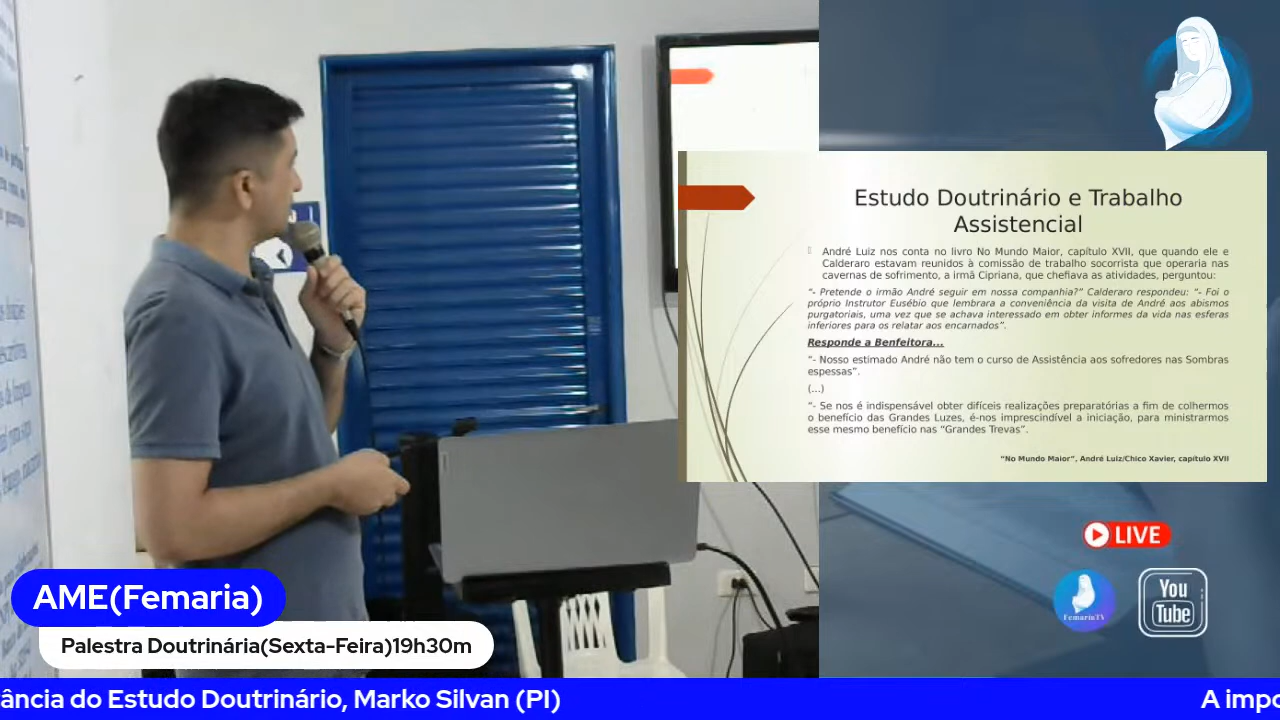 Estudo Doutrinário e Trabalho
Assistencial
André Luiz nos conta no livro No Mundo Maior, capítulo XVII, que quando ele e
Calderaro estavam reunidos à comissão de trabalho socorrista que operaria nas
cavernas de sofrimento, a irmã Cipriana, que chefiava as atividades, perguntou:
“- Pretende o irmão André seguir em nossa companhia?” Calderaro respondeu: “- Foi o
próprio Instrutor Eusébio que lembrara a conveniência da visita de André aos abismos
purgatoriais, uma vez que se achava interessado em obter informes da vida nas esferas
inferiores para os relatar aos encarnados”.
Responde a Benfeitora...
“- Nosso estimado André não tem o curso de Assistência aos sofredores nas Sombras
espessas”.
(...)
“- Se nos é indispensável obter difíceis realizações preparatórias a fim de colhermos
o benefício das Grandes Luzes, é-nos imprescindível a iniciação, para ministrarmos
esse mesmo benefício nas “Grandes Trevas”.
“No Mundo Maior”, André Luiz/Chico Xavier, capítulo XVII
LIVE
FemariaTV
You
Tube
AME(Femaria)
Palestra Doutrinária(Sexta-Feira)19h30m
ância do Estudo Doutrinário, Marko Silvan (PI)
A impo